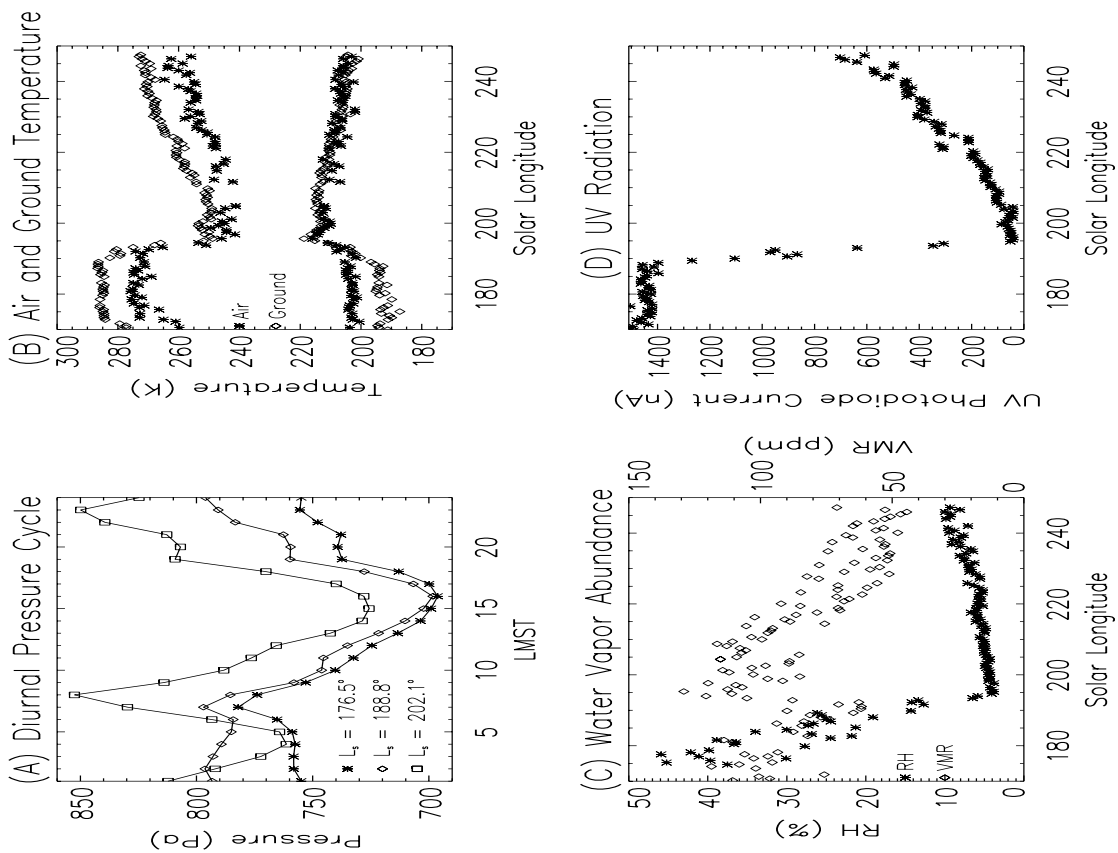 (A) Diurnal Pressure Cycle
Pressure (Pa)
850
800
750
700
5
10
15
20
LMST
Ls = 176.5°
Ls = 188.8°
Ls = 202.1°
(B) Air and Ground Temperature
Temperature (K)
300
280
260
240
220
200
180
180
200
220
240
Solar Longitude
Air
Ground
(C) Water Vapor Abundance
RH (%)
50
40
30
20
10
0
VMR (ppm)
150
100
50
0
180
200
220
240
Solar Longitude
RH
VMR
(D) UV Radiation
UV Photodiode Current (nA)
1400
1200
1000
800
600
400
200
0
180
200
220
240
Solar Longitude